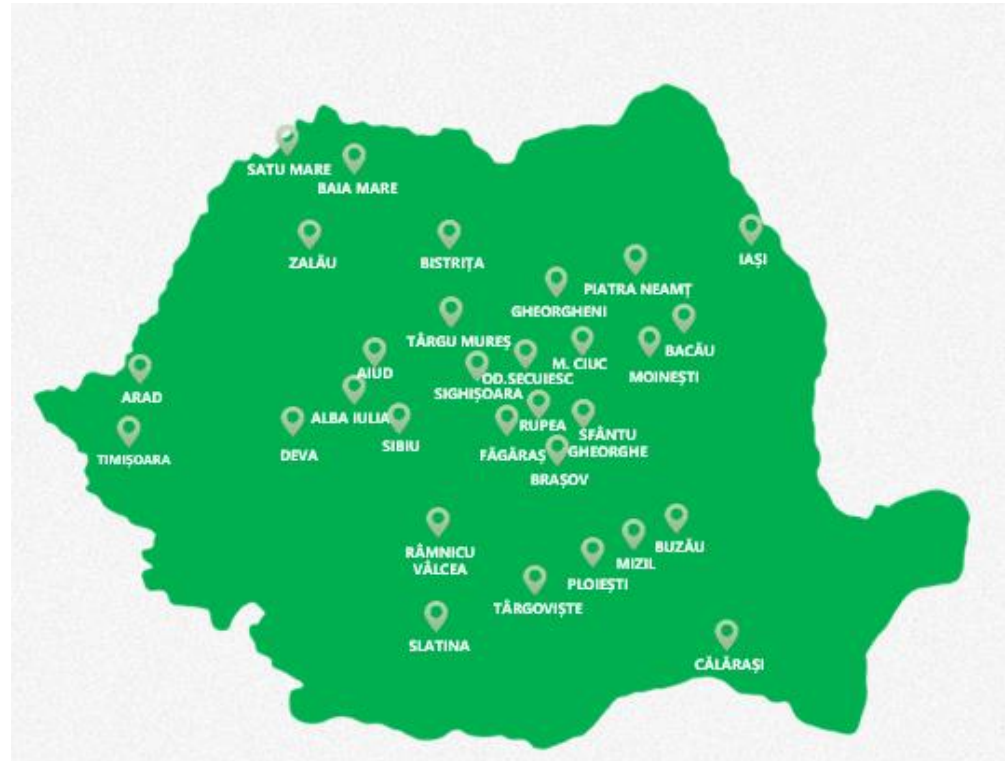 SATU MARE
BAIA MARE
ZALĂU
BISTRIȚA
IAȘI
PIATRA NEAMȚ
GHEORGHENI
TÂRGU MUREȘ
BACĂU
M. CIUC
MOINEȘTI
AIUD
OD.SECUIESC
SIGHIȘOARA
ARAD
ALBA IULIA
RUPEA
SFÂNTU
GHEORGHE
SIBIU
FĂGĂRAȘ
DEVA
TIMIȘOARA
BRAȘOV
BUZĂU
RÂMNICU
VÂLCEA
MIZIL
PLOIEȘTI
TÂRGOVIȘTE
SLATINA
CĂLĂRAȘI